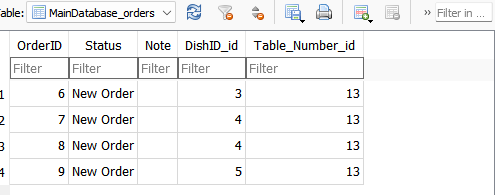 Table: MainDatabase_orders » Filter in ...
OrderID Status Note DishID_id Table_Number_id
Filter Filter Filter Filter Filter
1 6 New Order 3 13
2 7 New Order 4 13
3 8 New Order 4 13
4 9 New Order 5 13